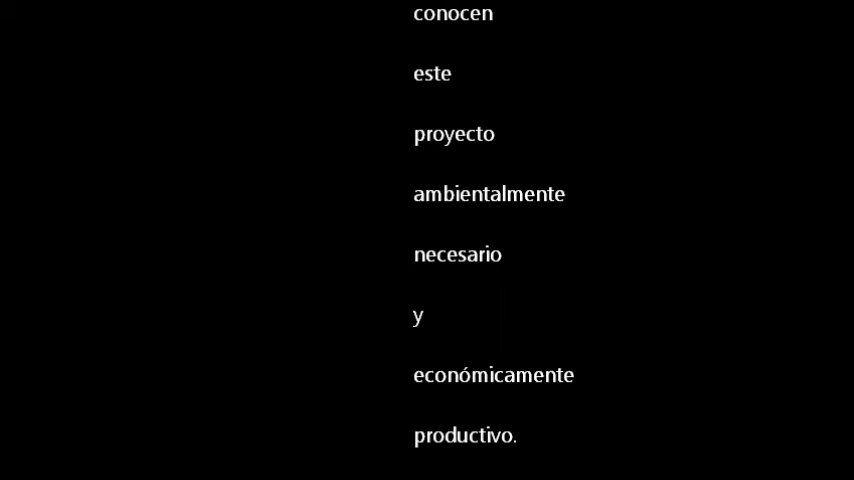 conocen
este
proyecto
ambientalmente
necesario
y
económicamente
productivo.